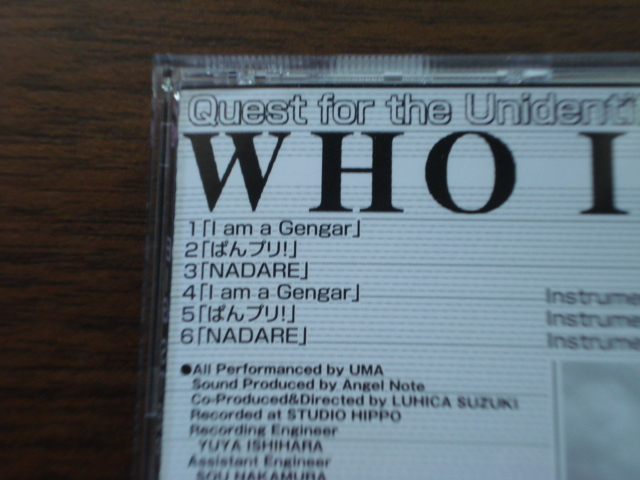 Quest for the Unidenti
WHO I
1「I am a Gengar」
2「ぱんプリ!」
3「NADARE」
4「I am a Gengar」 Instrume
5「ぱんプリ!」 Instrume
6「NADARE」 Instrume
●All Performanced by UMA
Sound Produced by Angel Note
Co-Produced&Directed by LUHICA SUZUKI
Recorded at STUDIO HIPPO
Recording Engineer
YUYA ISHIHARA
Assistant Engineer
SOU NAKAMURA